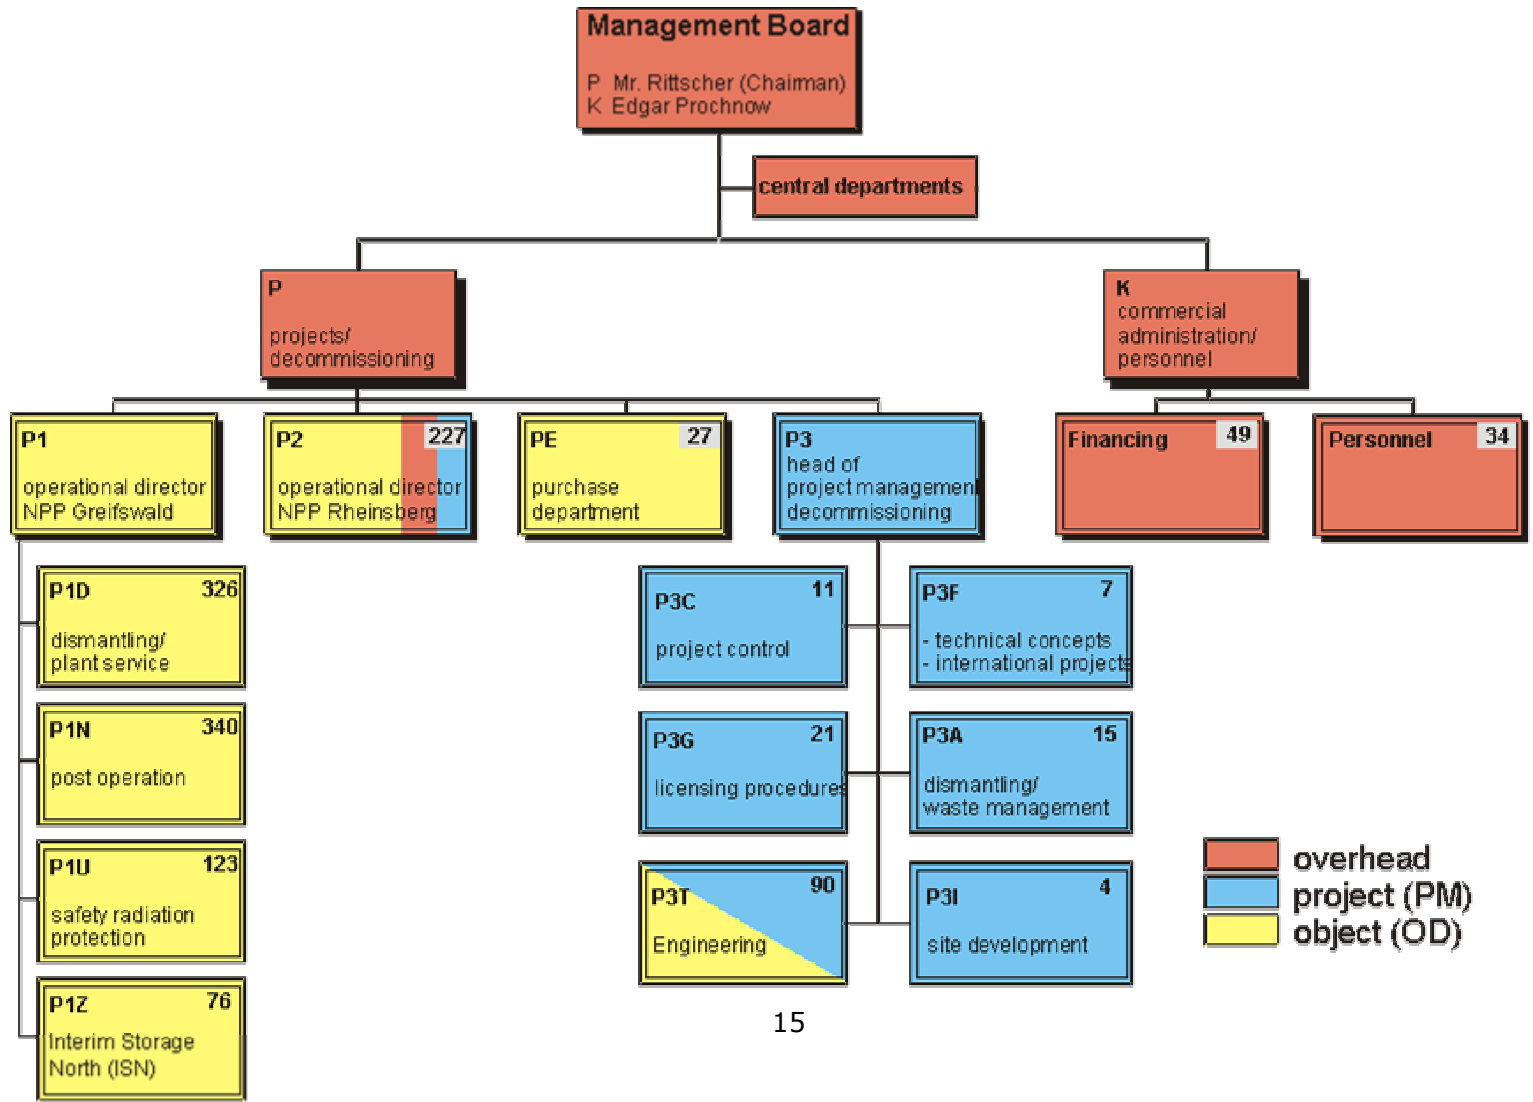 Management Board
P Mr. Rittscher (Chairman)
K Edgar Prochnow
central departments
P
projects/
decommissioning
K
commercial
administration/
personnel
P1
operational director
NPP Greifswald
P2 227
operational director
NPP Rheinsberg
PE 27
purchase
department
P3
head of
project management
decommissioning
Financing 49
Personnel 34
P1D 326
dismantling/
plant service
P1N 340
post operation
P1U 123
safety radiation
protection
P1Z 76
Interim Storage
North (ISN)
P3C 11
project control
P3F 7
- technical concepts
- international projects
P3G 21
licensing procedures
P3A 15
dismantling/
waste management
P3T 90
Engineering
P3I 4
site development
overhead
project (PM)
object (OD)
15